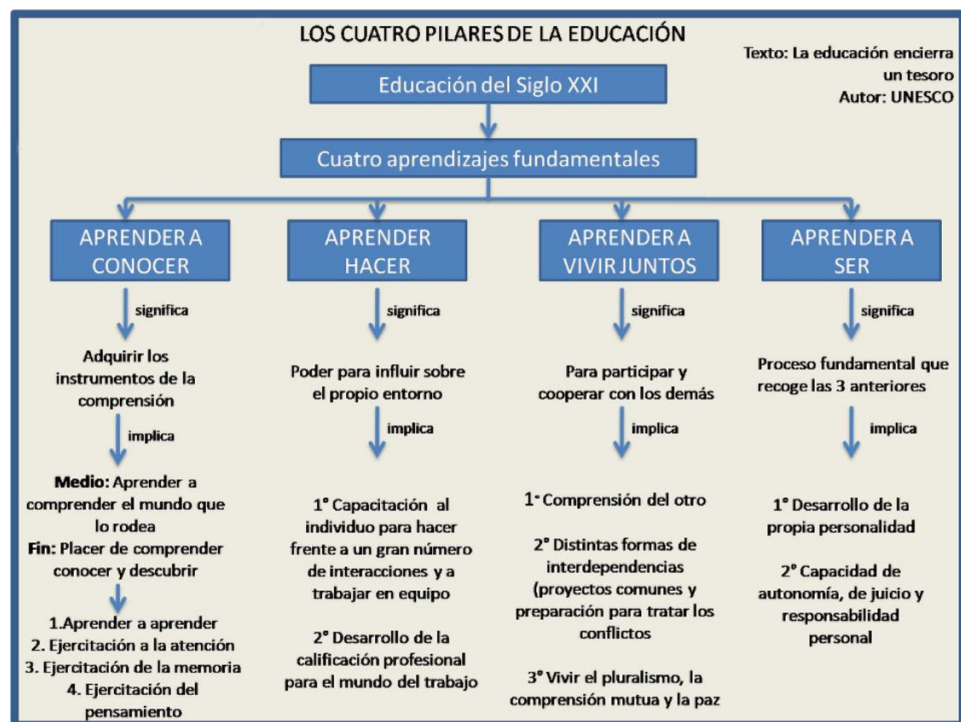 LOS CUATRO PILARES DE LA EDUCACIÓN
Texto: La educación encierra
un tesoro
Autor: UNESCO
Educación del Siglo XXI
Cuatro aprendizajes fundamentales
APRENDER A
CONOCER
significa
Adquirir los
instrumentos de la
comprensión
implica
Medio: Aprender a
comprender el mundo que
lo rodea
Fin: Placer de comprender
conocer y descubrir
1.Aprender a aprender
2. Ejercitación a la atención
3. Ejercitación de la memoria
4. Ejercitación del
pensamiento
APRENDER
HACER
significa
Poder para influir sobre
el propio entorno
implica
1° Capacitación al
individuo para hacer
frente a un gran número
de interacciones y a
trabajar en equipo
2° Desarrollo de la
calificación profesional
para el mundo del trabajo
APRENDER A
VIVIR JUNTOS
significa
Para participar y
cooperar con los demás
implica
1° Comprensión del otro
2° Distintas formas de
interdependencias
(proyectos comunes y
preparación para tratar los
conflictos
3° Vivir el pluralismo, la
comprensión mutua y la paz
APRENDER A
SER
significa
Proceso fundamental que
recoge las 3 anteriores
implica
1° Desarrollo de la
propia personalidad
2° Capacidad de
autonomía, de juicio y
responsabilidad
personal